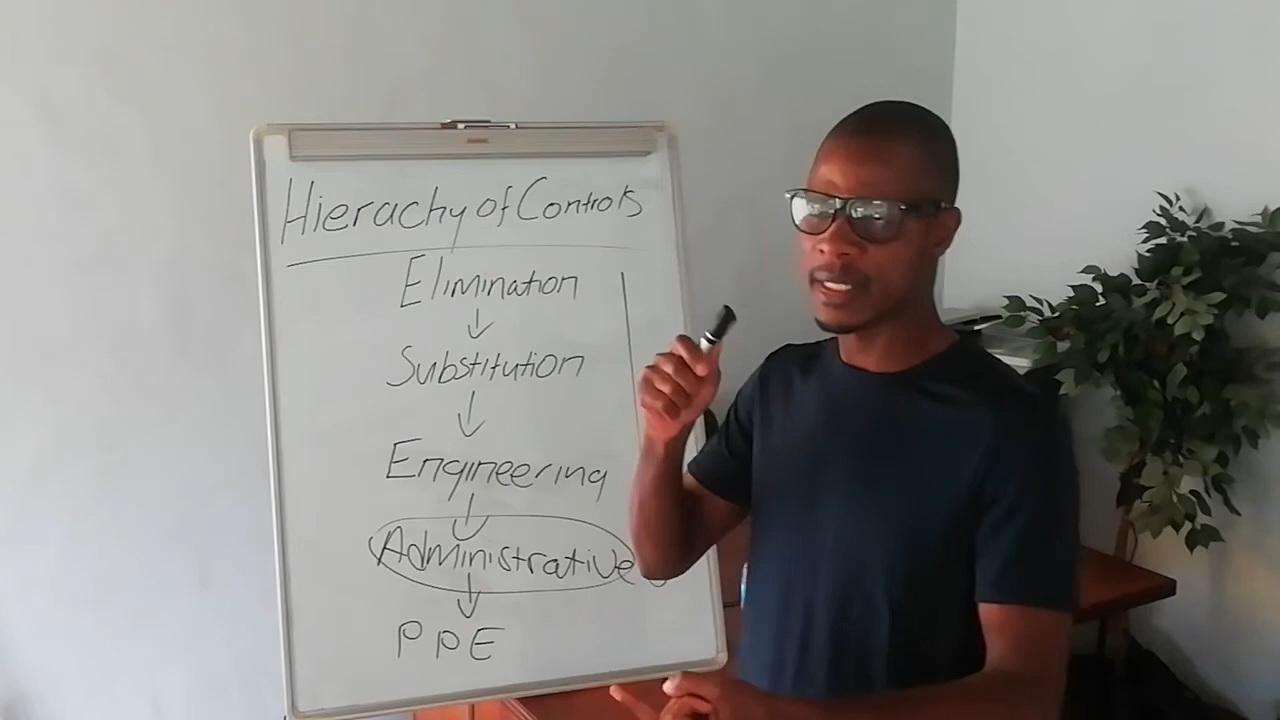 Hierachy of Controls
Elimination
Substitution
Engineering
Administrative
PPE